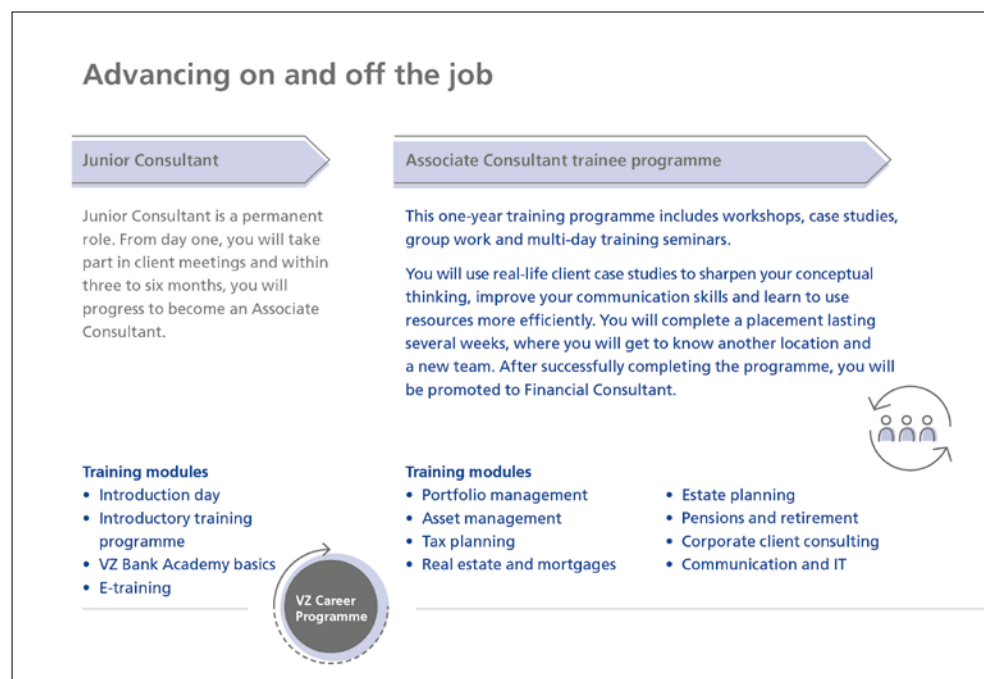 Advancing on and off the job
Junior Consultant
Junior Consultant is a permanent
role. From day one, you will take
part in client meetings and within
three to six months, you will
progress to become an Associate
Consultant.
Training modules
• Introduction day
• Introductory training
programme
• VZ Bank Academy basics
• E-training
Associate Consultant trainee programme
This one-year training programme includes workshops, case studies,
group work and multi-day training seminars.
You will use real-life client case studies to sharpen your conceptual
thinking, improve your communication skills and learn to use
resources more efficiently. You will complete a placement lasting
several weeks, where you will get to know another location and
a new team. After successfully completing the programme, you will
be promoted to Financial Consultant.
Training modules
• Portfolio management
• Asset management
• Tax planning
• Real estate and mortgages
• Estate planning
• Pensions and retirement
• Corporate client consulting
• Communication and IT
VZ Career
Programme